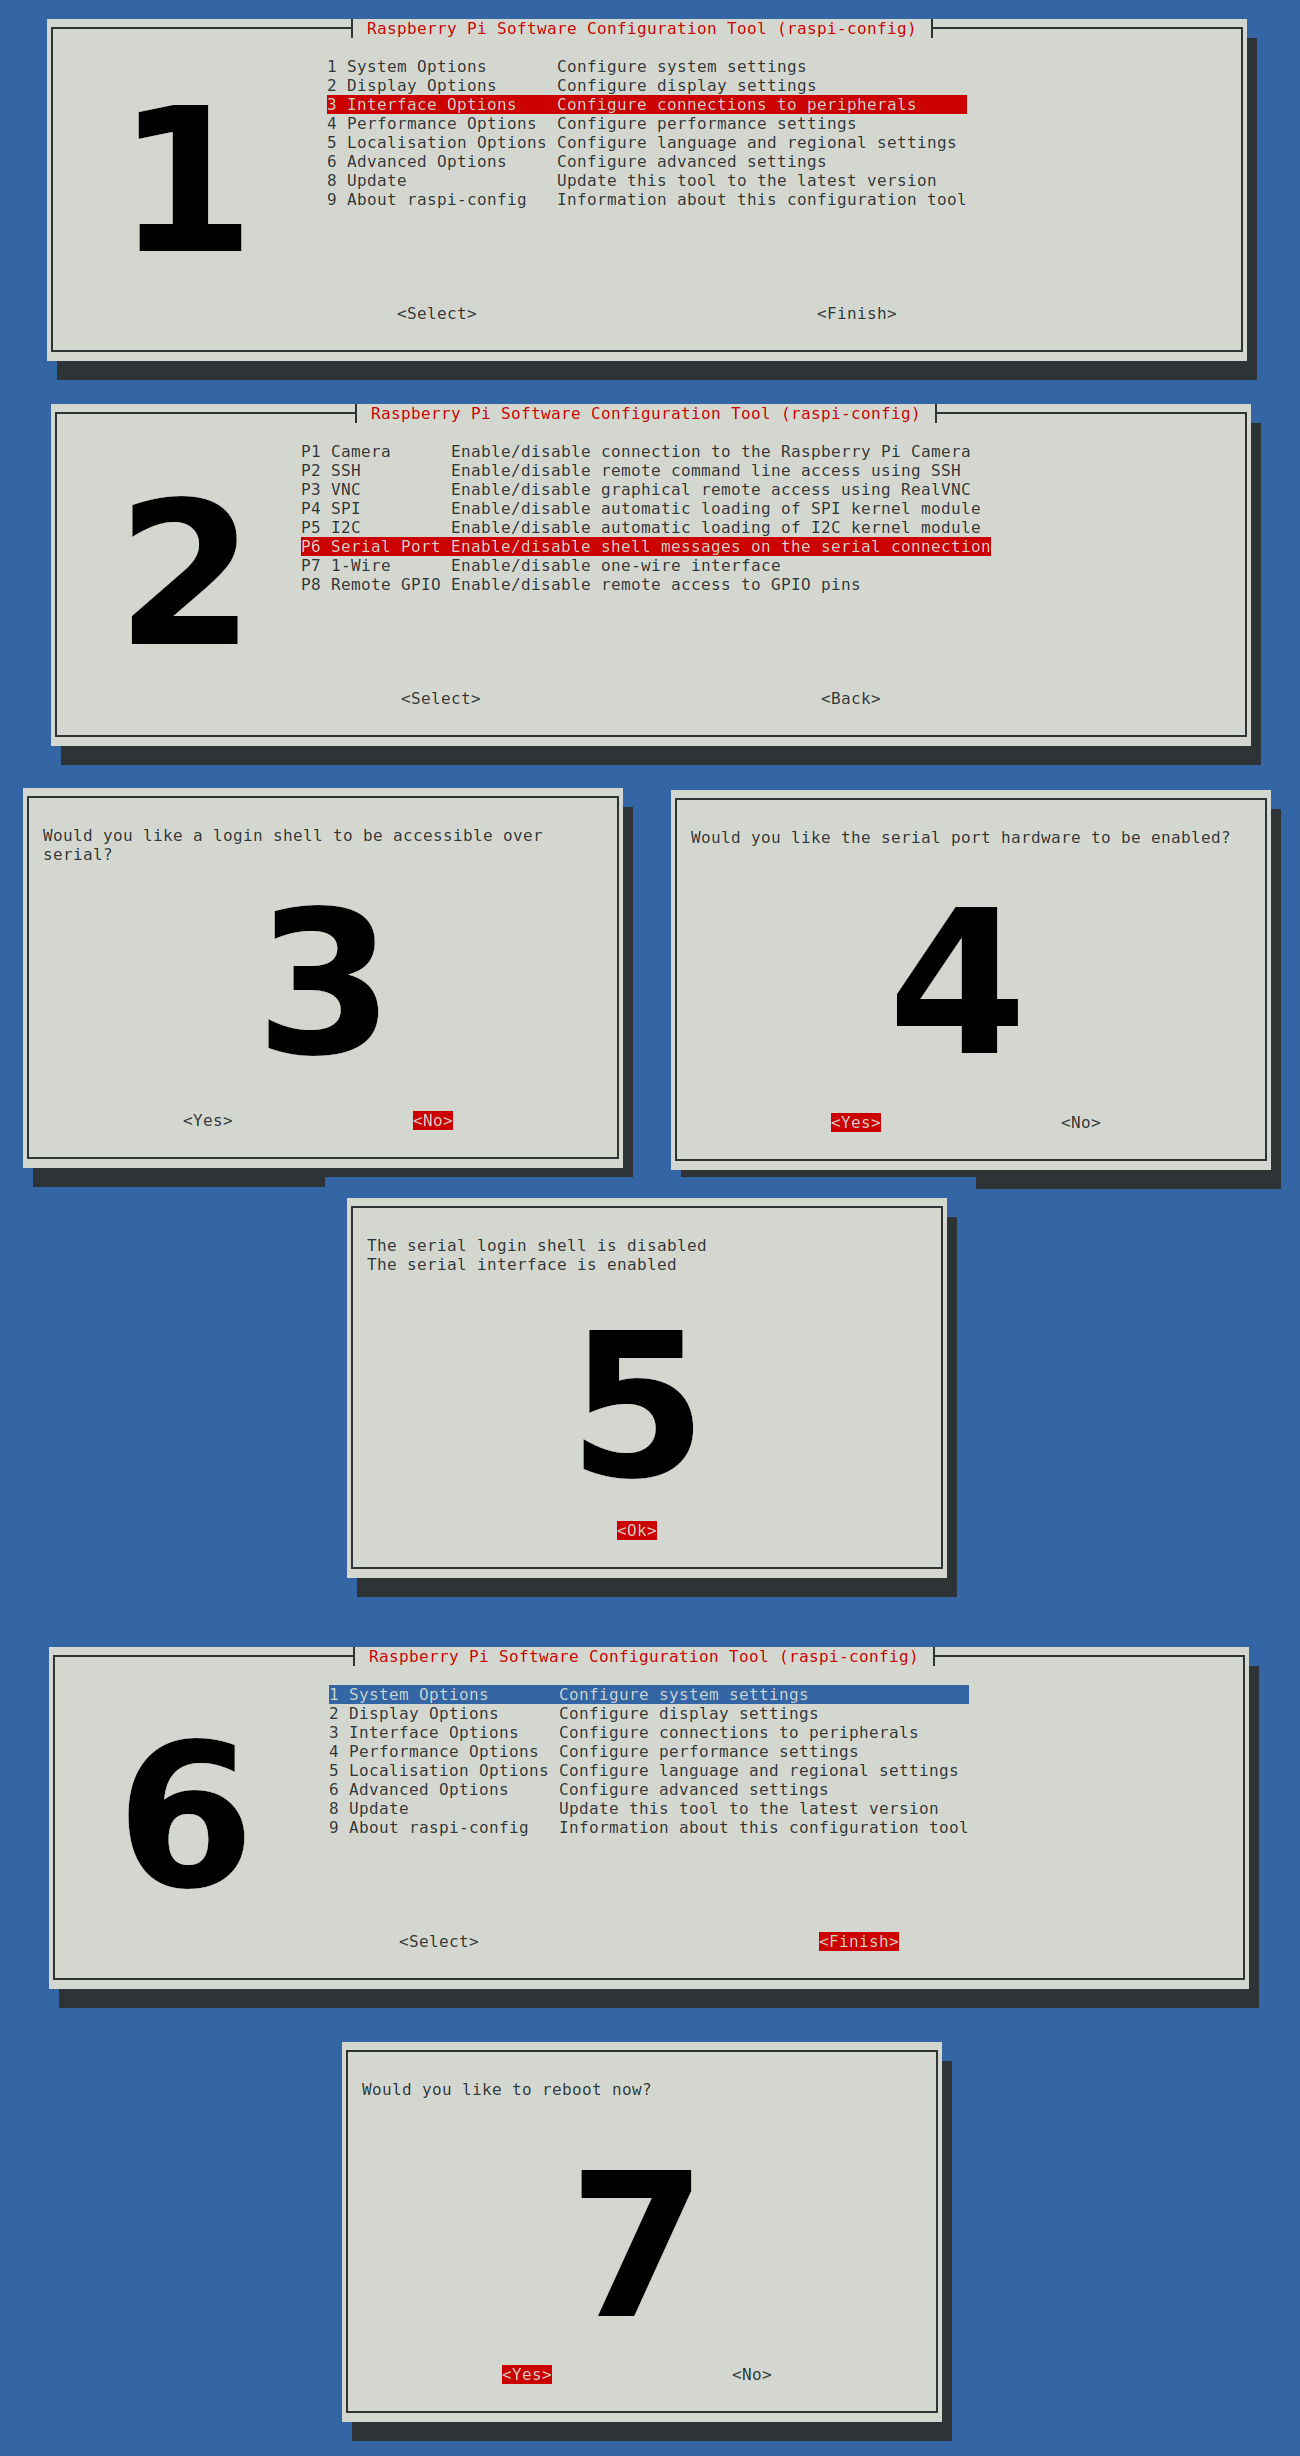 Raspberry Pi Software Configuration Tool (raspi-config)
1 System Options       Configure system settings
2 Display Options      Configure display settings
3 Interface Options    Configure connections to peripherals
4 Performance Options  Configure performance settings
5 Localisation Options Configure language and regional settings
6 Advanced Options     Configure advanced settings
8 Update               Update this tool to the latest version
9 About raspi-config   Information about this configuration tool
1
<Select> <Finish>
Raspberry Pi Software Configuration Tool (raspi-config)
P1 Camera      Enable/disable connection to the Raspberry Pi Camera
P2 SSH         Enable/disable remote command line access using SSH
P3 VNC         Enable/disable graphical remote access using RealVNC
P4 SPI         Enable/disable automatic loading of SPI kernel module
P5 I2C         Enable/disable automatic loading of I2C kernel module
P6 Serial Port Enable/disable shell messages on the serial connection
P7 1-Wire      Enable/disable one-wire interface
P8 Remote GPIO Enable/disable remote access to GPIO pins
2
<Select> <Back>
Would you like a login shell to be accessible over
serial?
3
<Yes> <No>
Would you like the serial port hardware to be enabled?
4
<Yes> <No>
The serial login shell is disabled
The serial interface is enabled
5
<Ok>
Raspberry Pi Software Configuration Tool (raspi-config)
1 System Options       Configure system settings
2 Display Options      Configure display settings
3 Interface Options    Configure connections to peripherals
4 Performance Options  Configure performance settings
5 Localisation Options Configure language and regional settings
6 Advanced Options     Configure advanced settings
8 Update               Update this tool to the latest version
9 About raspi-config   Information about this configuration tool
6
<Select> <Finish>
Would you like to reboot now?
7
<Yes> <No>